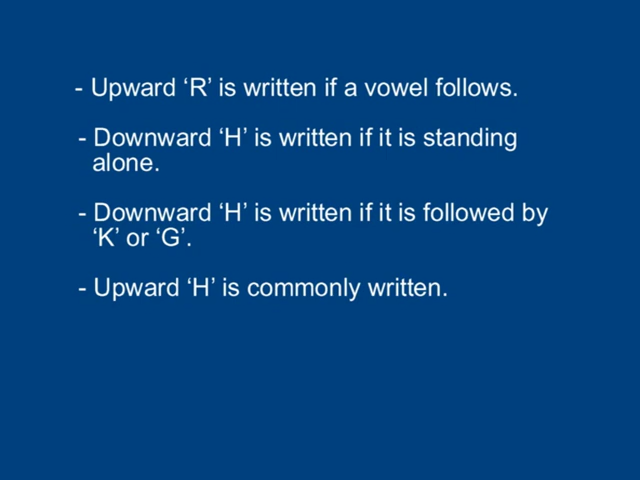 - Upward ‘R’ is written if a vowel follows.
- Downward ‘H’ is written if it is standing
alone.
- Downward ‘H’ is written if it is followed by
‘K’ or ‘G’.
- Upward ‘H’ is commonly written.